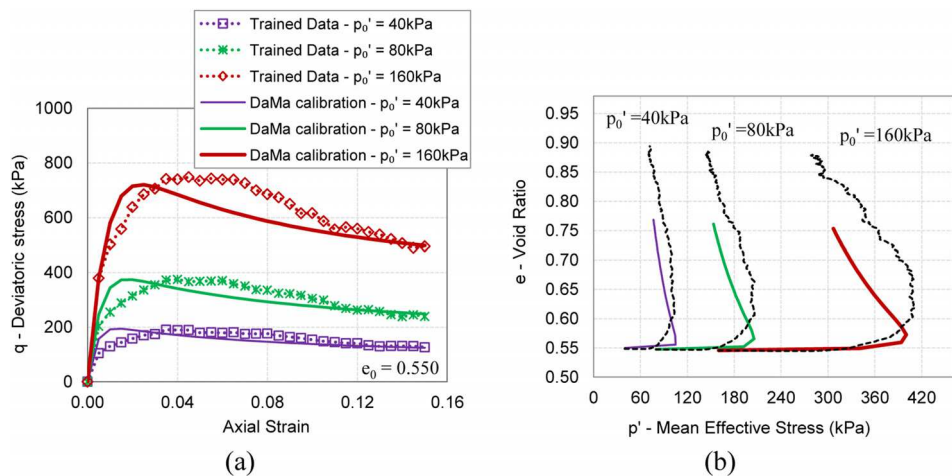 Trained Data - p₀' = 40kPa
Trained Data - p₀' = 80kPa
Trained Data - p₀' = 160kPa
DaMa calibration - p₀' = 40kPa
DaMa calibration - p₀' = 80kPa
DaMa calibration - p₀' = 160kPa
q - Deviatoric stress (kPa)
1000
800
600
400
200
0
e₀ = 0.550
0.00 0.04 0.08 0.12 0.16
Axial Strain
(a)
e - Void Ratio
0.95
0.90
0.85
0.80
0.75
0.70
0.65
0.60
0.55
0.50
p₀' = 40kPa
p₀' = 80kPa
p₀' = 160kPa
0 60 120 180 240 300 360 420
p' - Mean Effective Stress (kPa)
(b)